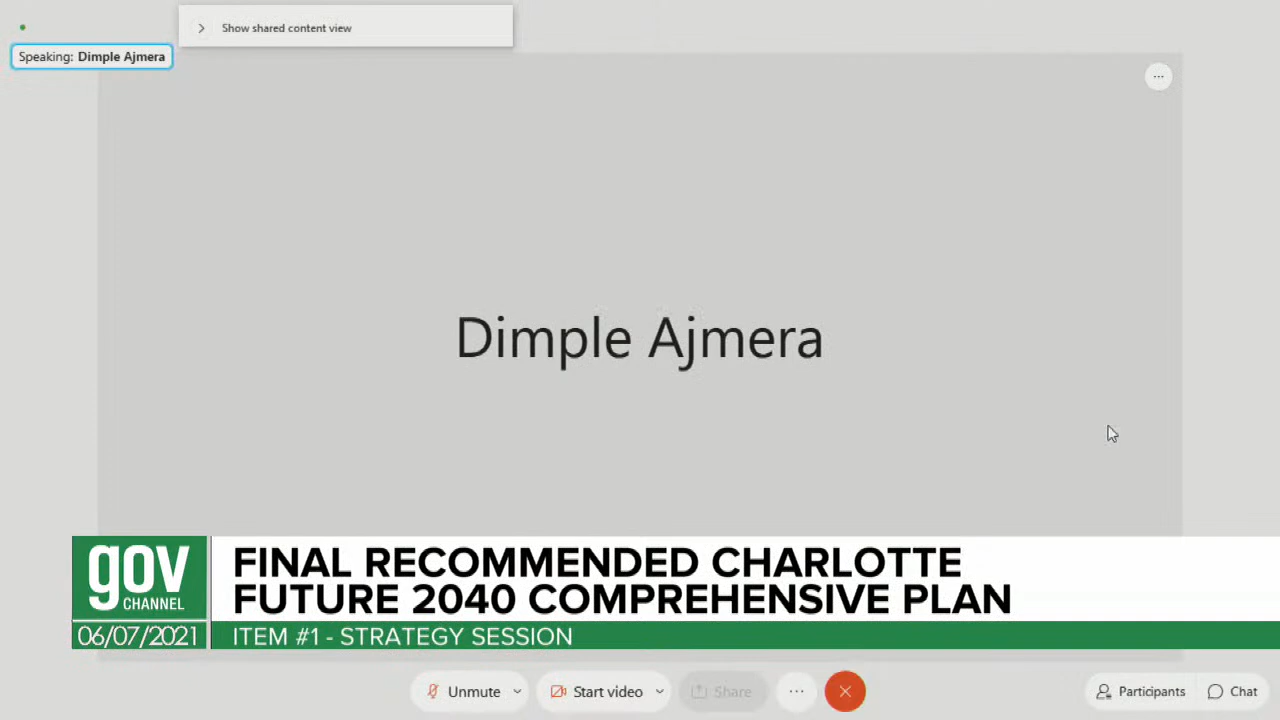 Show shared content view
Speaking: Dimple Ajmera
Dimple Ajmera
gov
CHANNEL
06/07/2021
FINAL RECOMMENDED CHARLOTTE
FUTURE 2040 COMPREHENSIVE PLAN
ITEM #1 - STRATEGY SESSION
Unmute
Start video
Share
Participants
Chat